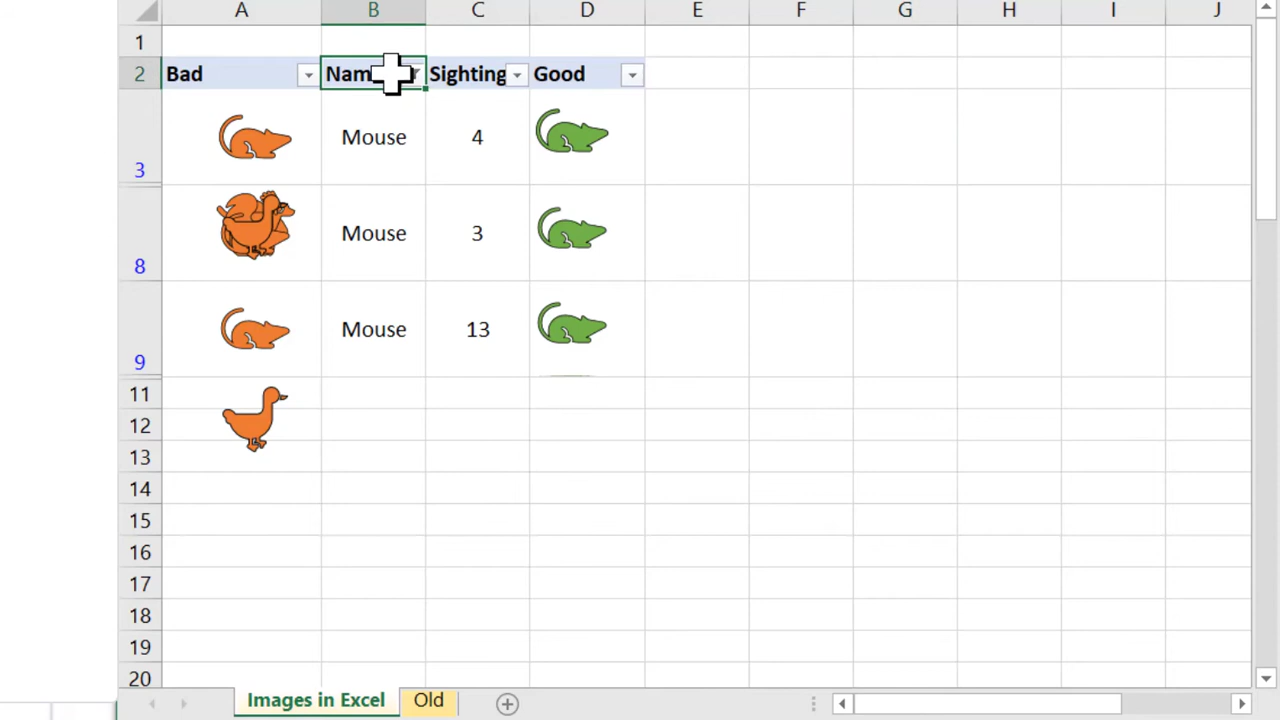 A B C D E F G H I J
1
2 Bad Nam Sighting Good
3 Mouse 4
8 Mouse 3
9 Mouse 13
11
12
13
14
15
16
17
18
19
20
Images in Excel Old